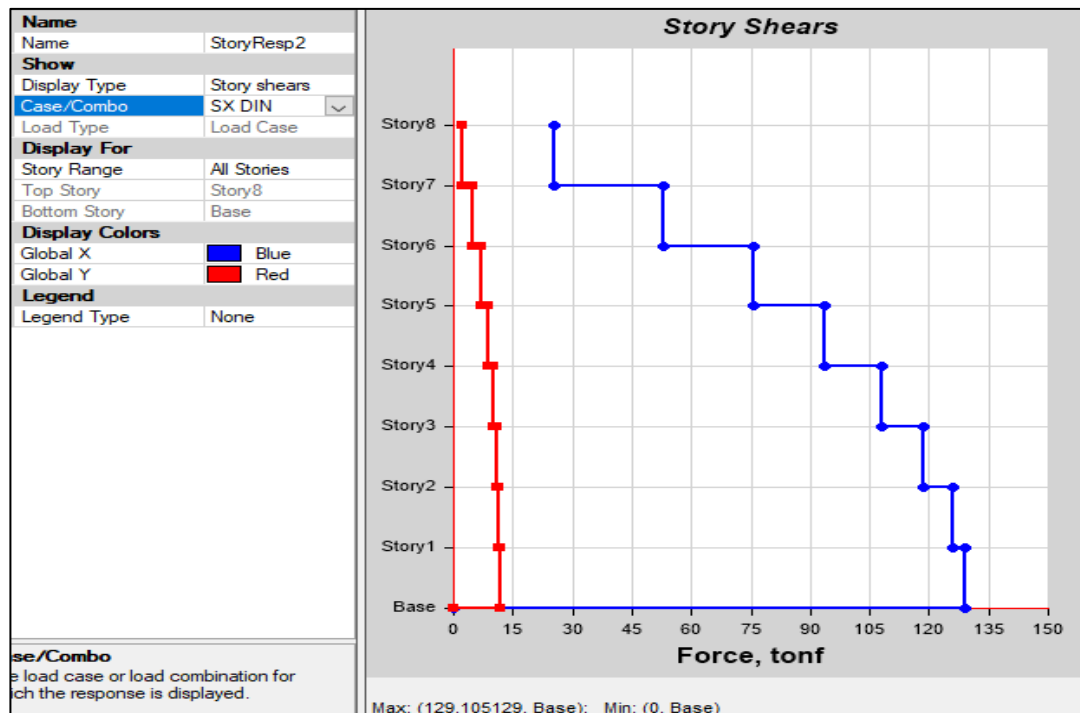 Name
Name StoryResp2
Show
Display Type Story shears
Case/Combo SX DIN
Load Type Load Case
Display For
Story Range All Stories
Top Story Story8
Bottom Story Base
Display Colors
Global X Blue
Global Y Red
Legend
Legend Type None
se/Combo
e load case or load combination for
ich the response is displayed.
Story Shears
Story8
Story7
Story6
Story5
Story4
Story3
Story2
Story1
Base
0 15 30 45 60 75 90 105 120 135 150
Force, tonf
Max: (129.105129, Base); Min: (0, Base)